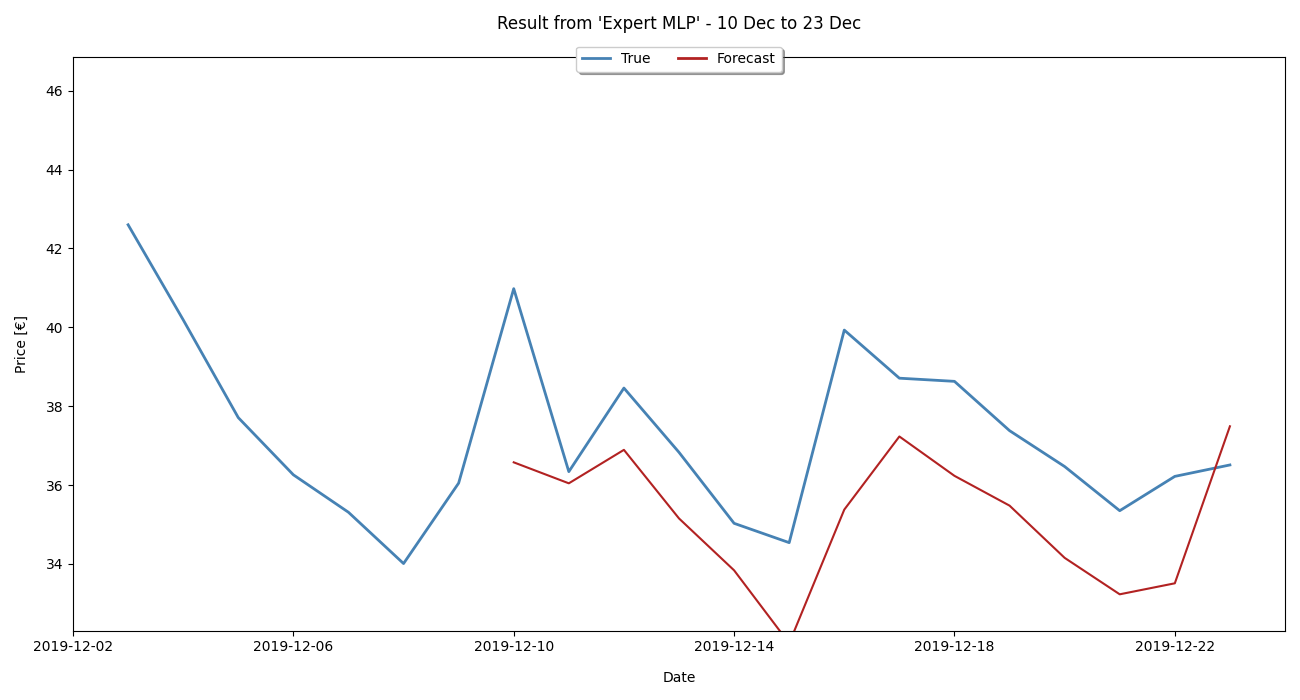 Result from 'Expert MLP' - 10 Dec to 23 Dec
True Forecast
46
44
42
40
38
36
34
Price [€]
2019-12-02 2019-12-06 2019-12-10 2019-12-14 2019-12-18 2019-12-22
Date